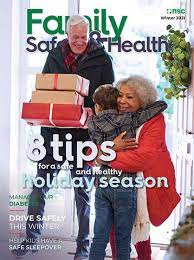 Family
Safety & Health
nsc
Winter 2021
8 tips
for a safe and healthy
holiday season
MANAGE YOUR
DIABETES
DRIVE SAFELY
THIS WINTER
HELP KIDS HAVE
A SAFE SLEEPOVER